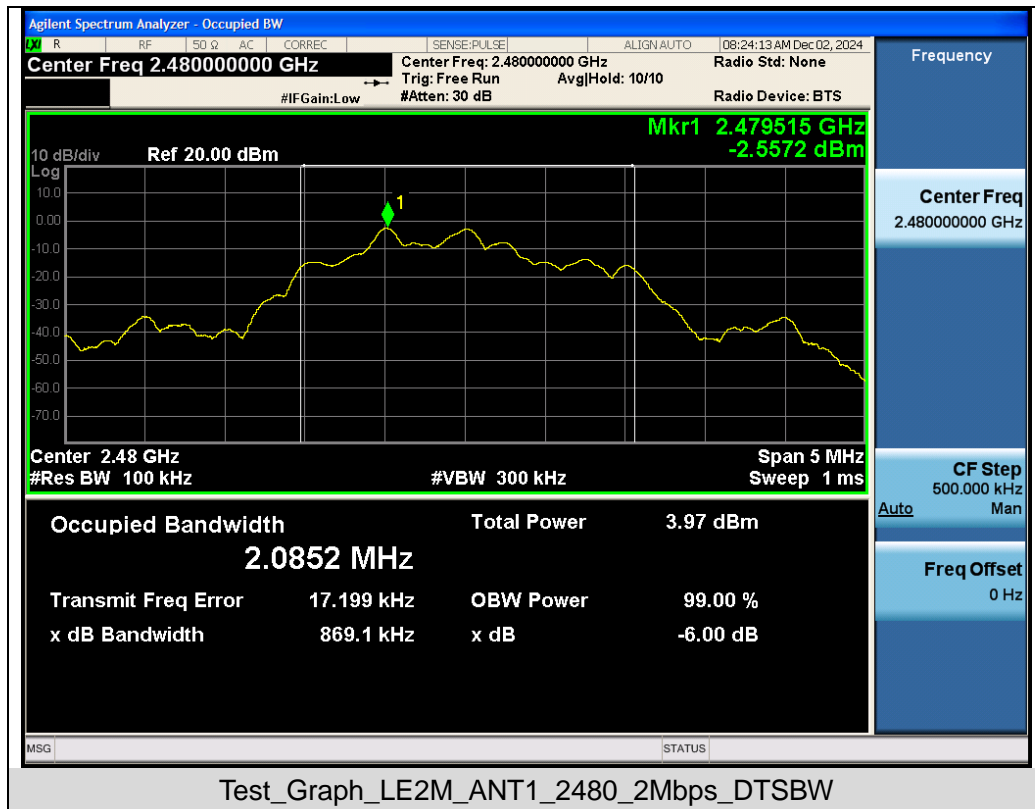 Agilent Spectrum Analyzer - Occupied BW
LXI R RF 50 Ω AC CORREC SENSE:PULSE ALIGN AUTO 08:24:13 AM Dec 02, 2024
Center Freq 2.480000000 GHz
Center Freq: 2.480000000 GHz
Radio Std: None
Trig: Free Run Avg|Hold: 10/10
#IFGain:Low
#Atten: 30 dB
Radio Device: BTS
Mkr1 2.479515 GHz
-2.5572 dBm
10 dB/div Ref 20.00 dBm
Log
1
10.0
0.00
-10.0
-20.0
-30.0
-40.0
-50.0
-60.0
-70.0
Center 2.48 GHz Span 5 MHz
#Res BW 100 kHz #VBW 300 kHz Sweep 1 ms
Occupied Bandwidth Total Power 3.97 dBm
2.0852 MHz
Transmit Freq Error 17.199 kHz OBW Power 99.00 %
x dB Bandwidth 869.1 kHz x dB -6.00 dB
Frequency
Center Freq
2.480000000 GHz
CF Step
500.000 kHz
Auto Man
Freq Offset
0 Hz
MSG STATUS
Test_Graph_LE2M_ANT1_2480_2Mbps_DTSBW